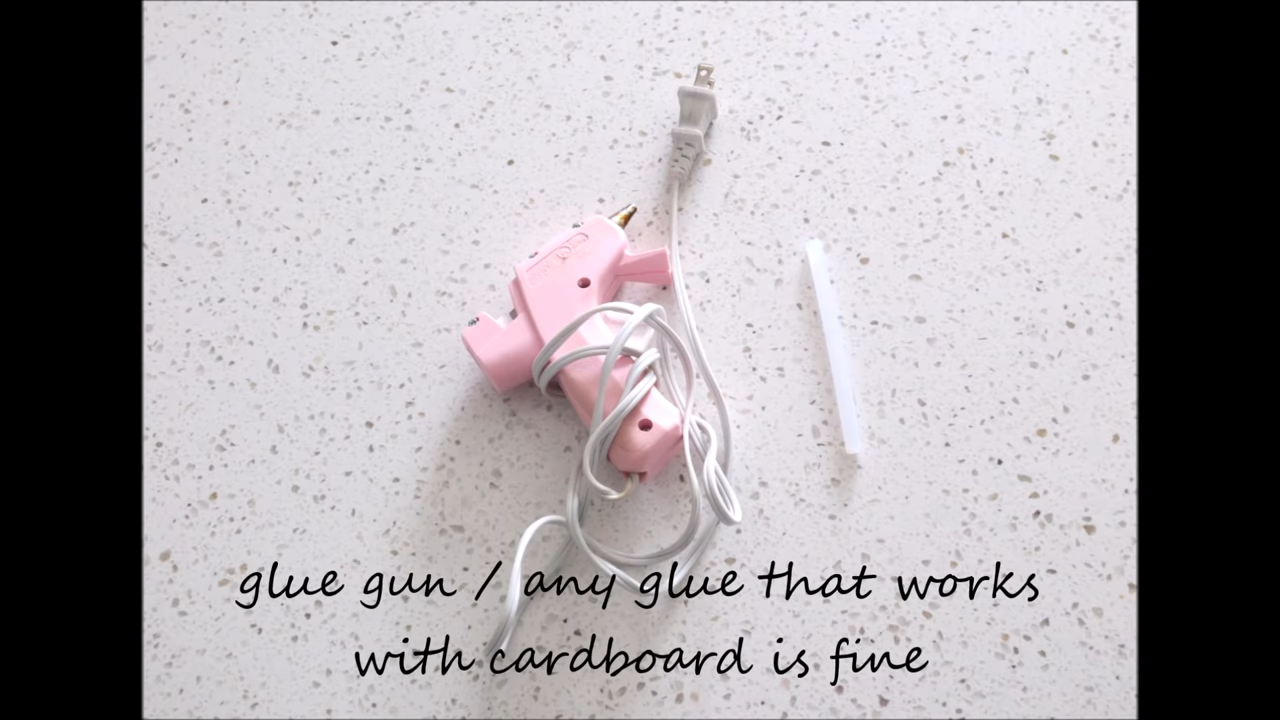 glue gun / any glue that works
with cardboard is fine